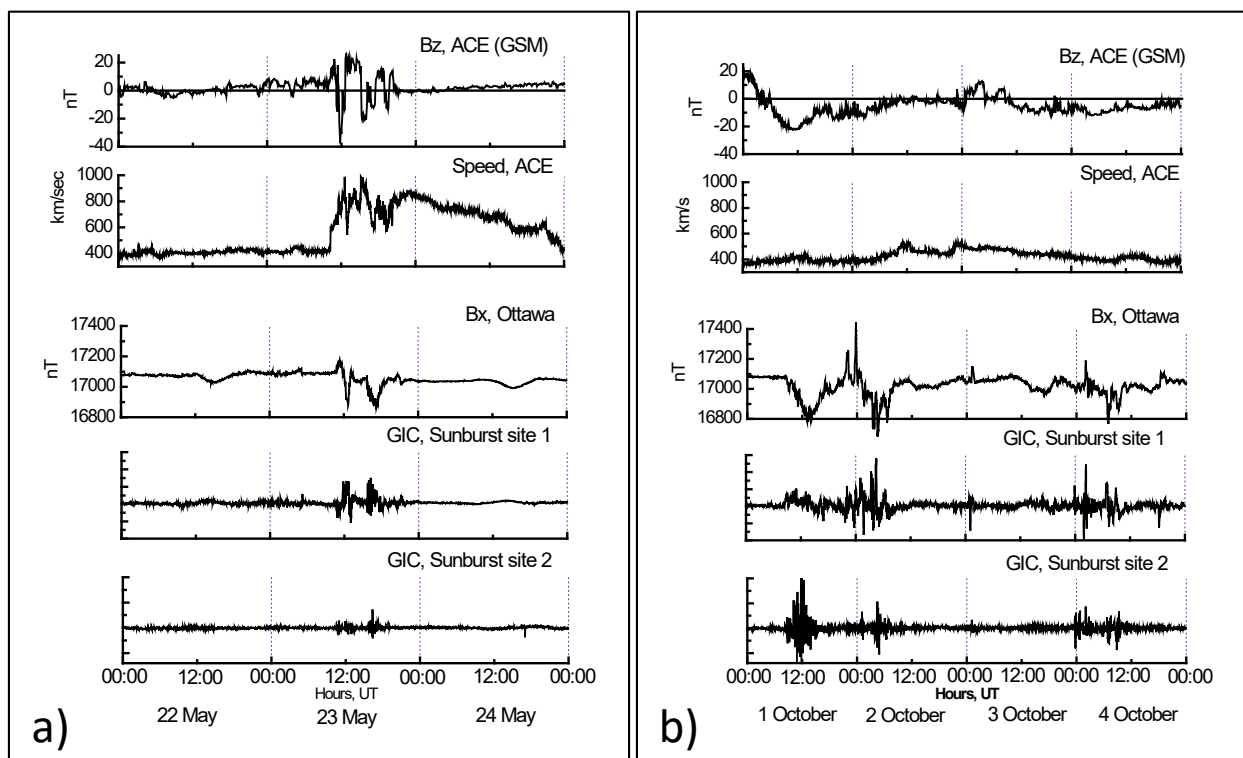 Bz, ACE (GSM)
20
0
-20
-40
nT
Speed, ACE
1000
800
600
400
km/sec
Bx, Ottawa
17400
17200
17000
16800
nT
GIC, Sunburst site 1
GIC, Sunburst site 2
00:00 12:00 00:00 12:00 00:00 12:00 00:00
Hours, UT
22 May 23 May 24 May
a)
Bz, ACE (GSM)
20
0
-20
-40
nT
Speed, ACE
1000
800
600
400
km/s
Bx, Ottawa
17400
17200
17000
16800
nT
GIC, Sunburst site 1
GIC, Sunburst site 2
00:00 12:00 00:00 12:00 00:00 12:00 00:00 12:00 00:00
Hours, UT
1 October 2 October 3 October 4 October
b)